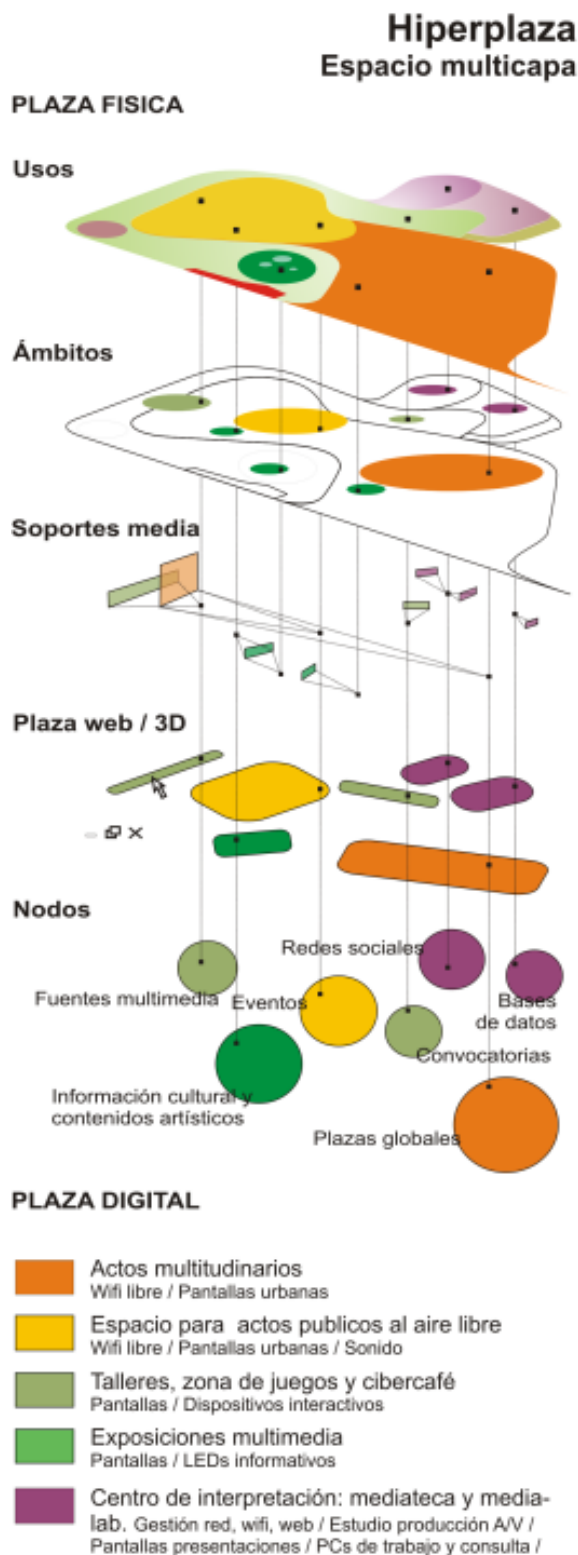 Hiperplaza
Espacio multicapa
PLAZA FISICA
Usos
Ámbitos
Soportes media
Plaza web / 3D
Nodos
Redes sociales
Fuentes multimedia
Eventos
Bases
de datos
Convocatorias
Información cultural y
contenidos artísticos
Plazas globales
PLAZA DIGITAL
Actos multitudinarios
Wifi libre / Pantallas urbanas
Espacio para actos publicos al aire libre
Wifi libre / Pantallas urbanas / Sonido
Talleres, zona de juegos y cibercafé
Pantallas / Dispositivos interactivos
Exposiciones multimedia
Pantallas / LEDs informativos
Centro de interpretación: mediateca y media-
lab. Gestión red, wifi, web / Estudio producción A/V /
Pantallas presentaciones / PCs de trabajo y consulta /